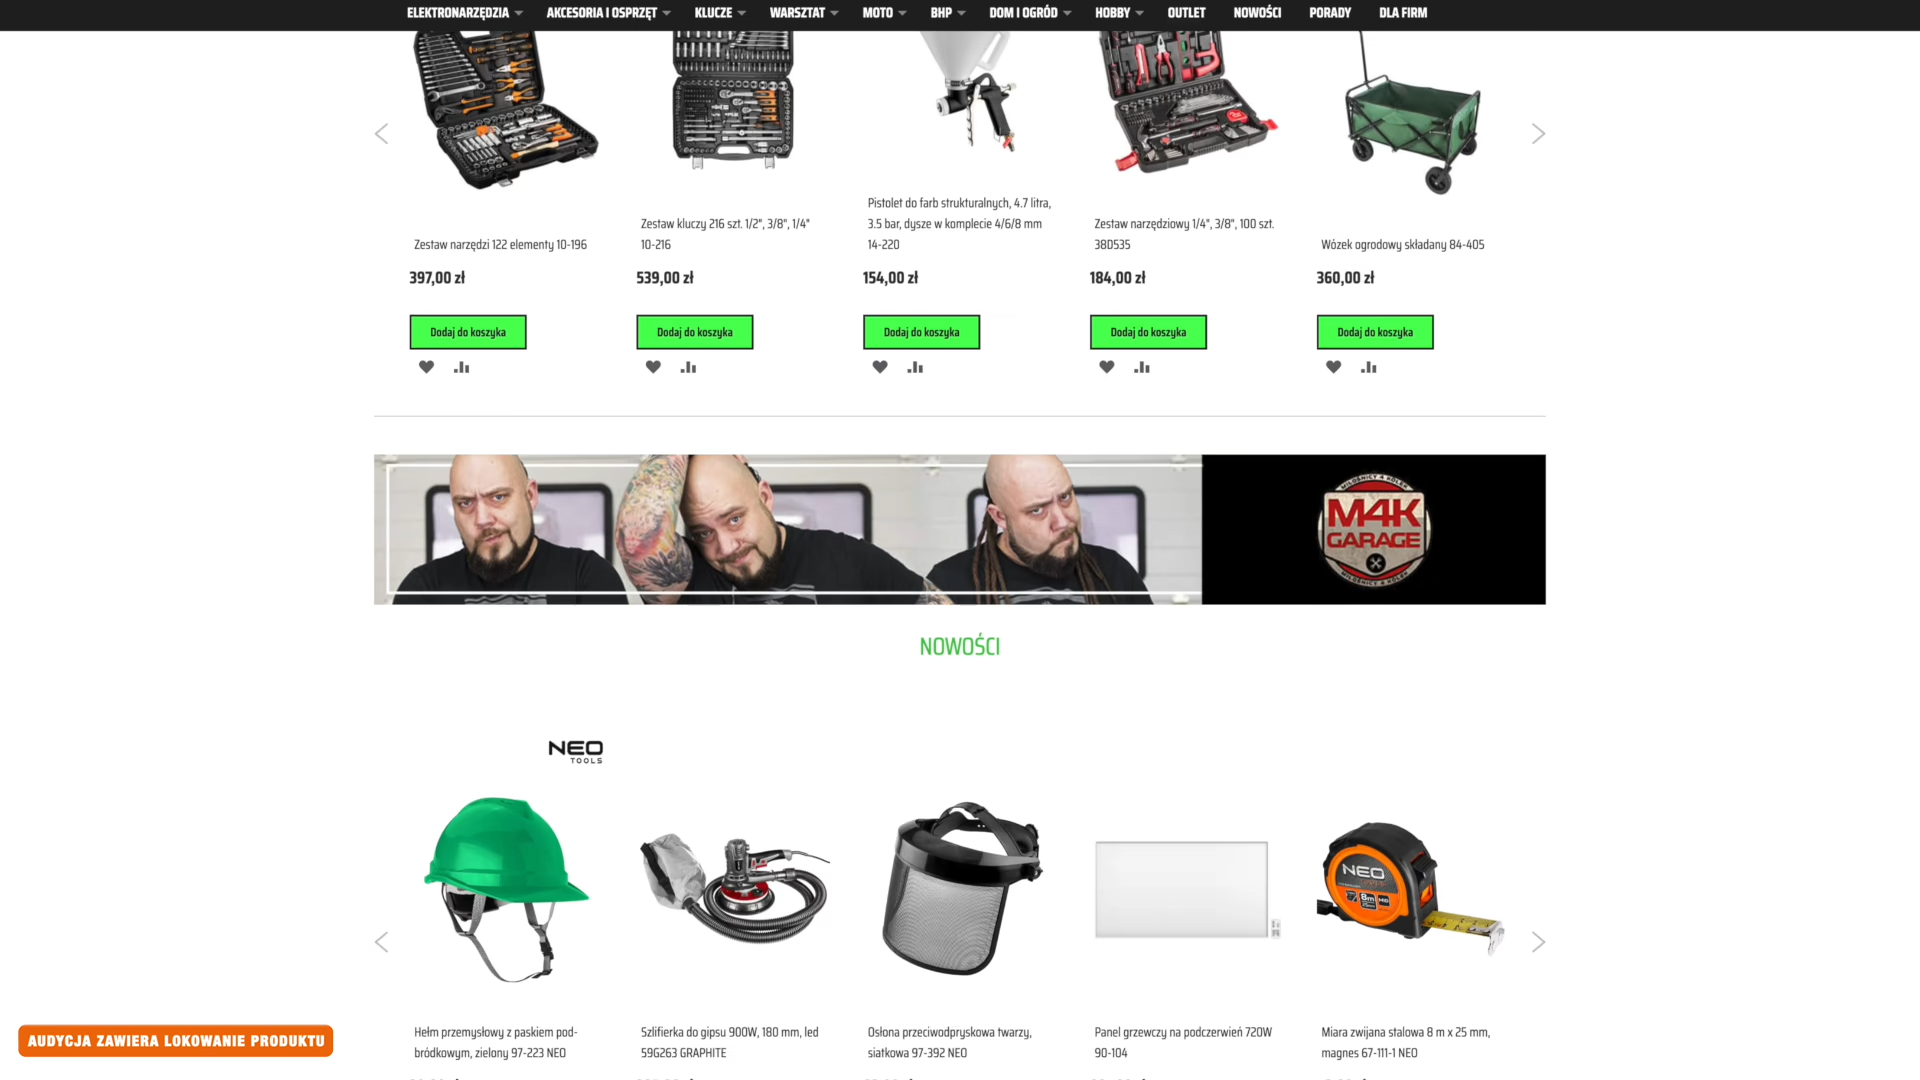 ELEKTRONARZĘDZIA AKCESORIA I OSPRZĘT KLUCZE WARSZTAT MOTO BHP DOM I OGRÓD HOBBY OUTLET NOWOŚCI PORADY DLA FIRM
Zestaw narzędzi 122 elementy 10-196
397,00 zł
Dodaj do koszyka
Zestaw kluczy 216 szt. 1/2", 3/8", 1/4"
10-216
539,00 zł
Dodaj do koszyka
Pistolet do farb strukturalnych, 4.7 litra,
3.5 bar, dysze w komplecie 4/6/8 mm
14-220
154,00 zł
Dodaj do koszyka
Zestaw narzędziowy 1/4", 3/8", 100 szt.
38D535
184,00 zł
Dodaj do koszyka
Wózek ogrodowy składany 84-405
360,00 zł
Dodaj do koszyka
MIŁOŚNICY 4 KÓŁEK
M4K
GARAGE
MIŁOŚNICY 4 KÓŁEK
NOWOŚCI
NEO
TOOLS
Hełm przemysłowy z paskiem pod-
bródkowym, zielony 97-223 NEO
Szlifierka do gipsu 900W, 180 mm, led
59G263 GRAPHITE
Osłona przeciwodpryskowa twarzy,
siatkowa 97-392 NEO
Panel grzewczy na podczerwień 720W
90-104
NEO
8m
Miara zwijana stalowa 8 m x 25 mm,
magnes 67-111-1 NEO
AUDYCJA ZAWIERA LOKOWANIE PRODUKTU